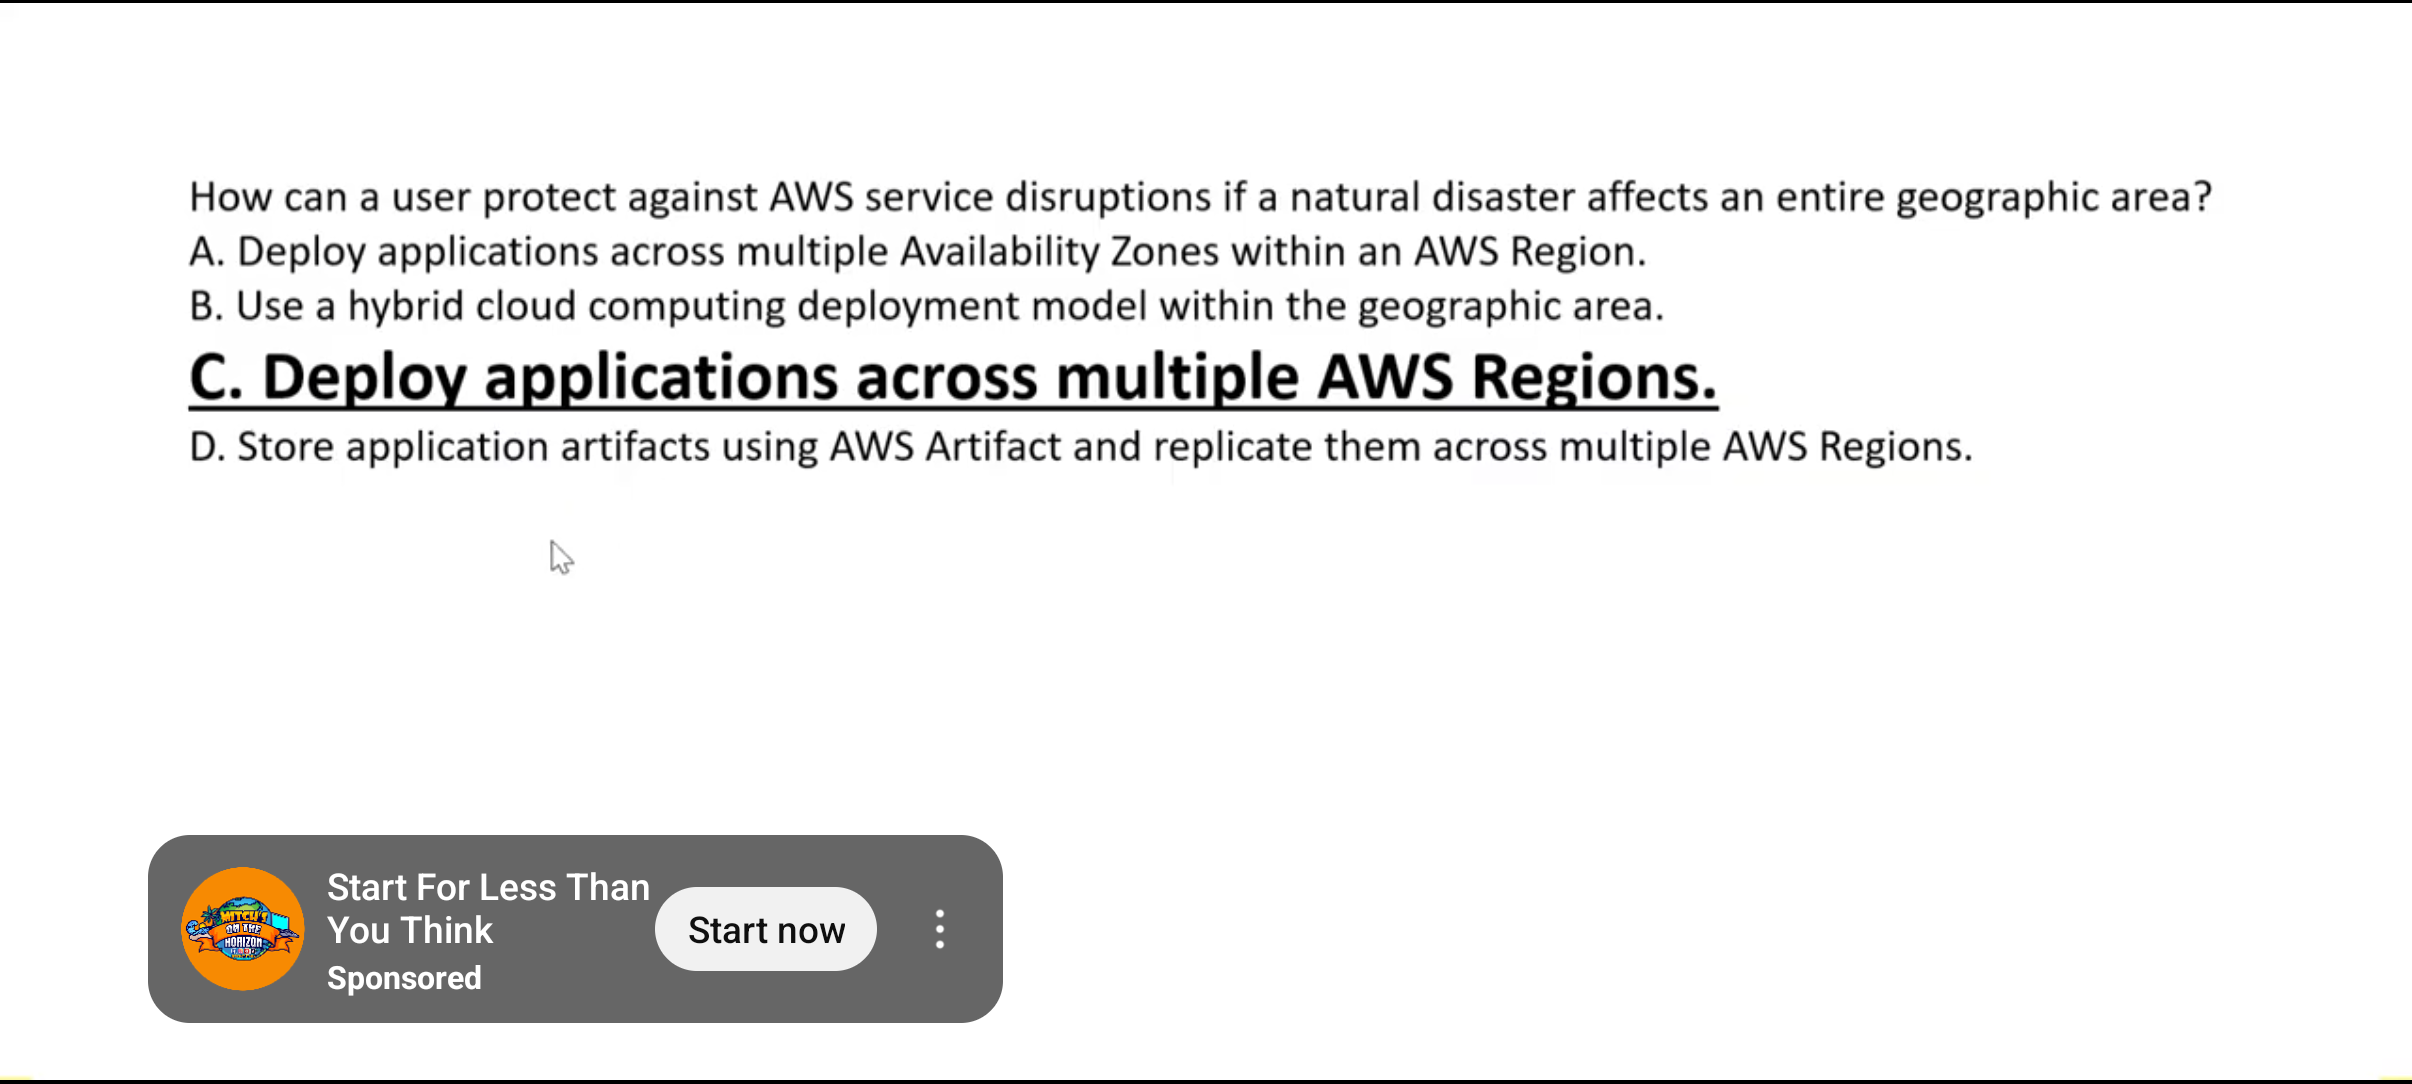 How can a user protect against AWS service disruptions if a natural disaster affects an entire geographic area?
A. Deploy applications across multiple Availability Zones within an AWS Region.
B. Use a hybrid cloud computing deployment model within the geographic area.
C. Deploy applications across multiple AWS Regions.
D. Store application artifacts using AWS Artifact and replicate them across multiple AWS Regions.
MITCH'S
ON THE
HORIZON
Start For Less Than
You Think
Sponsored
Start now